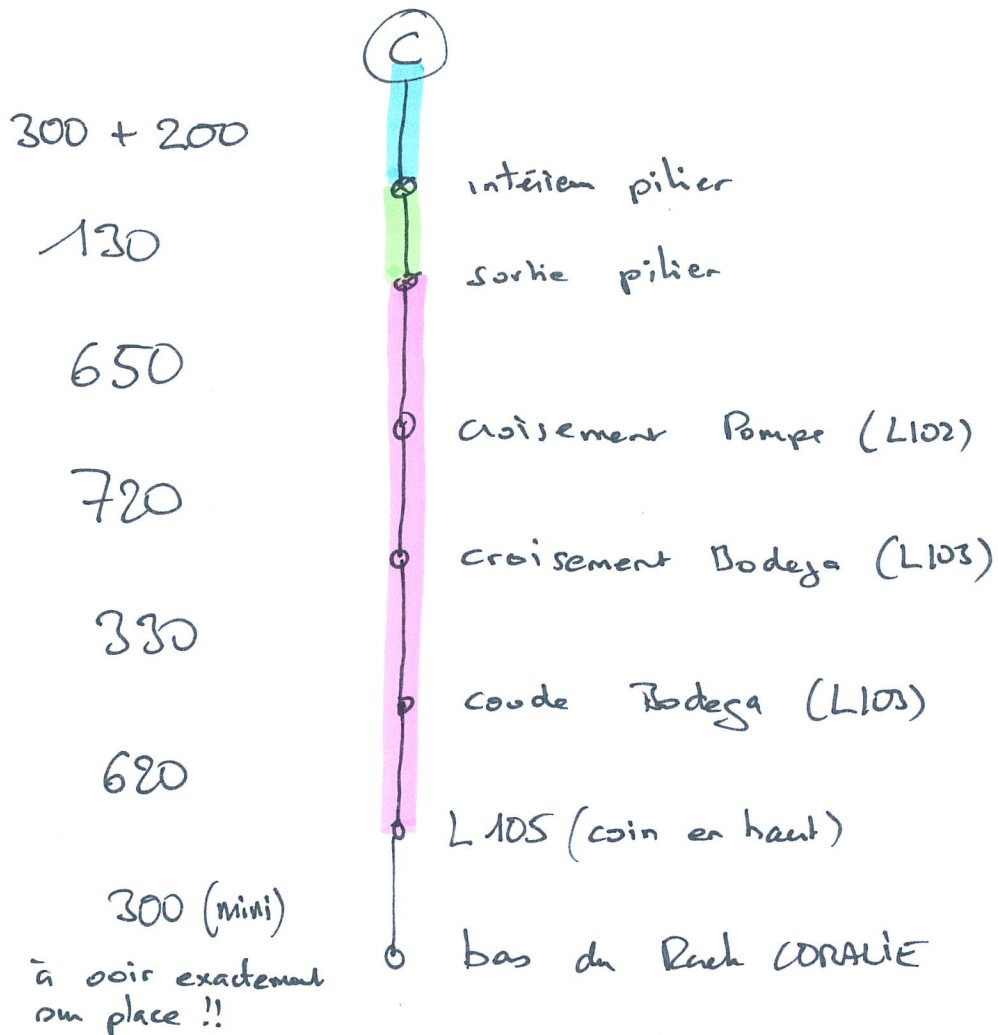 C
300 + 200
intérieur pilier
130
sortie pilier
650
croisement Pompe (L102)
720
croisement Bodega (L103)
330
coude Bodega (L103)
620
L105 (coin en haut)
300 (mini)
bas du Rack CORALIE
à voir exactement
sur place !!